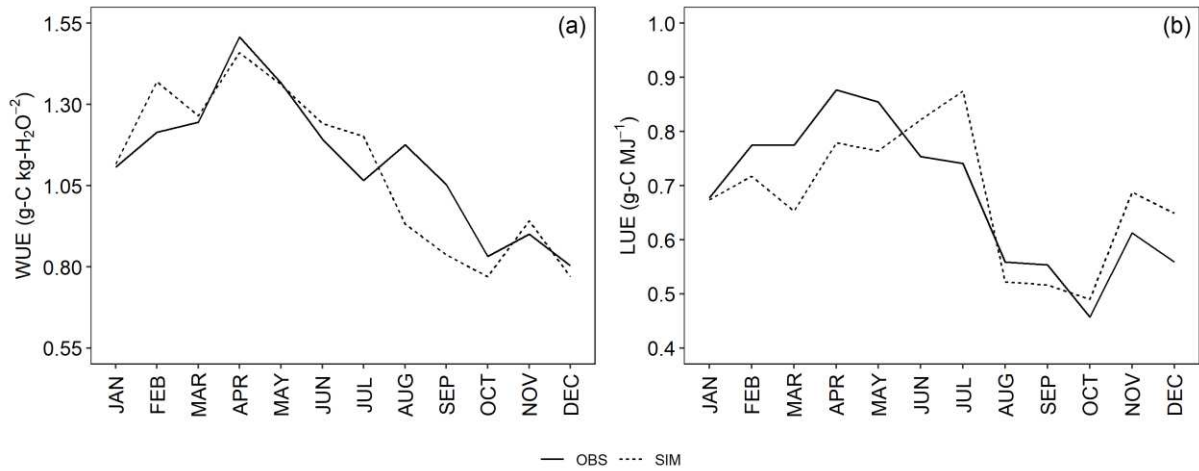 (a)
WUE (g-C kg-H₂O⁻²)
1.55
1.30
1.05
0.80
0.55
JAN
FEB
MAR
APR
MAY
JUN
JUL
AUG
SEP
OCT
NOV
DEC
(b)
LUE (g-C MJ⁻¹)
1.0
0.9
0.8
0.7
0.6
0.5
0.4
JAN
FEB
MAR
APR
MAY
JUN
JUL
AUG
SEP
OCT
NOV
DEC
OBS SIM